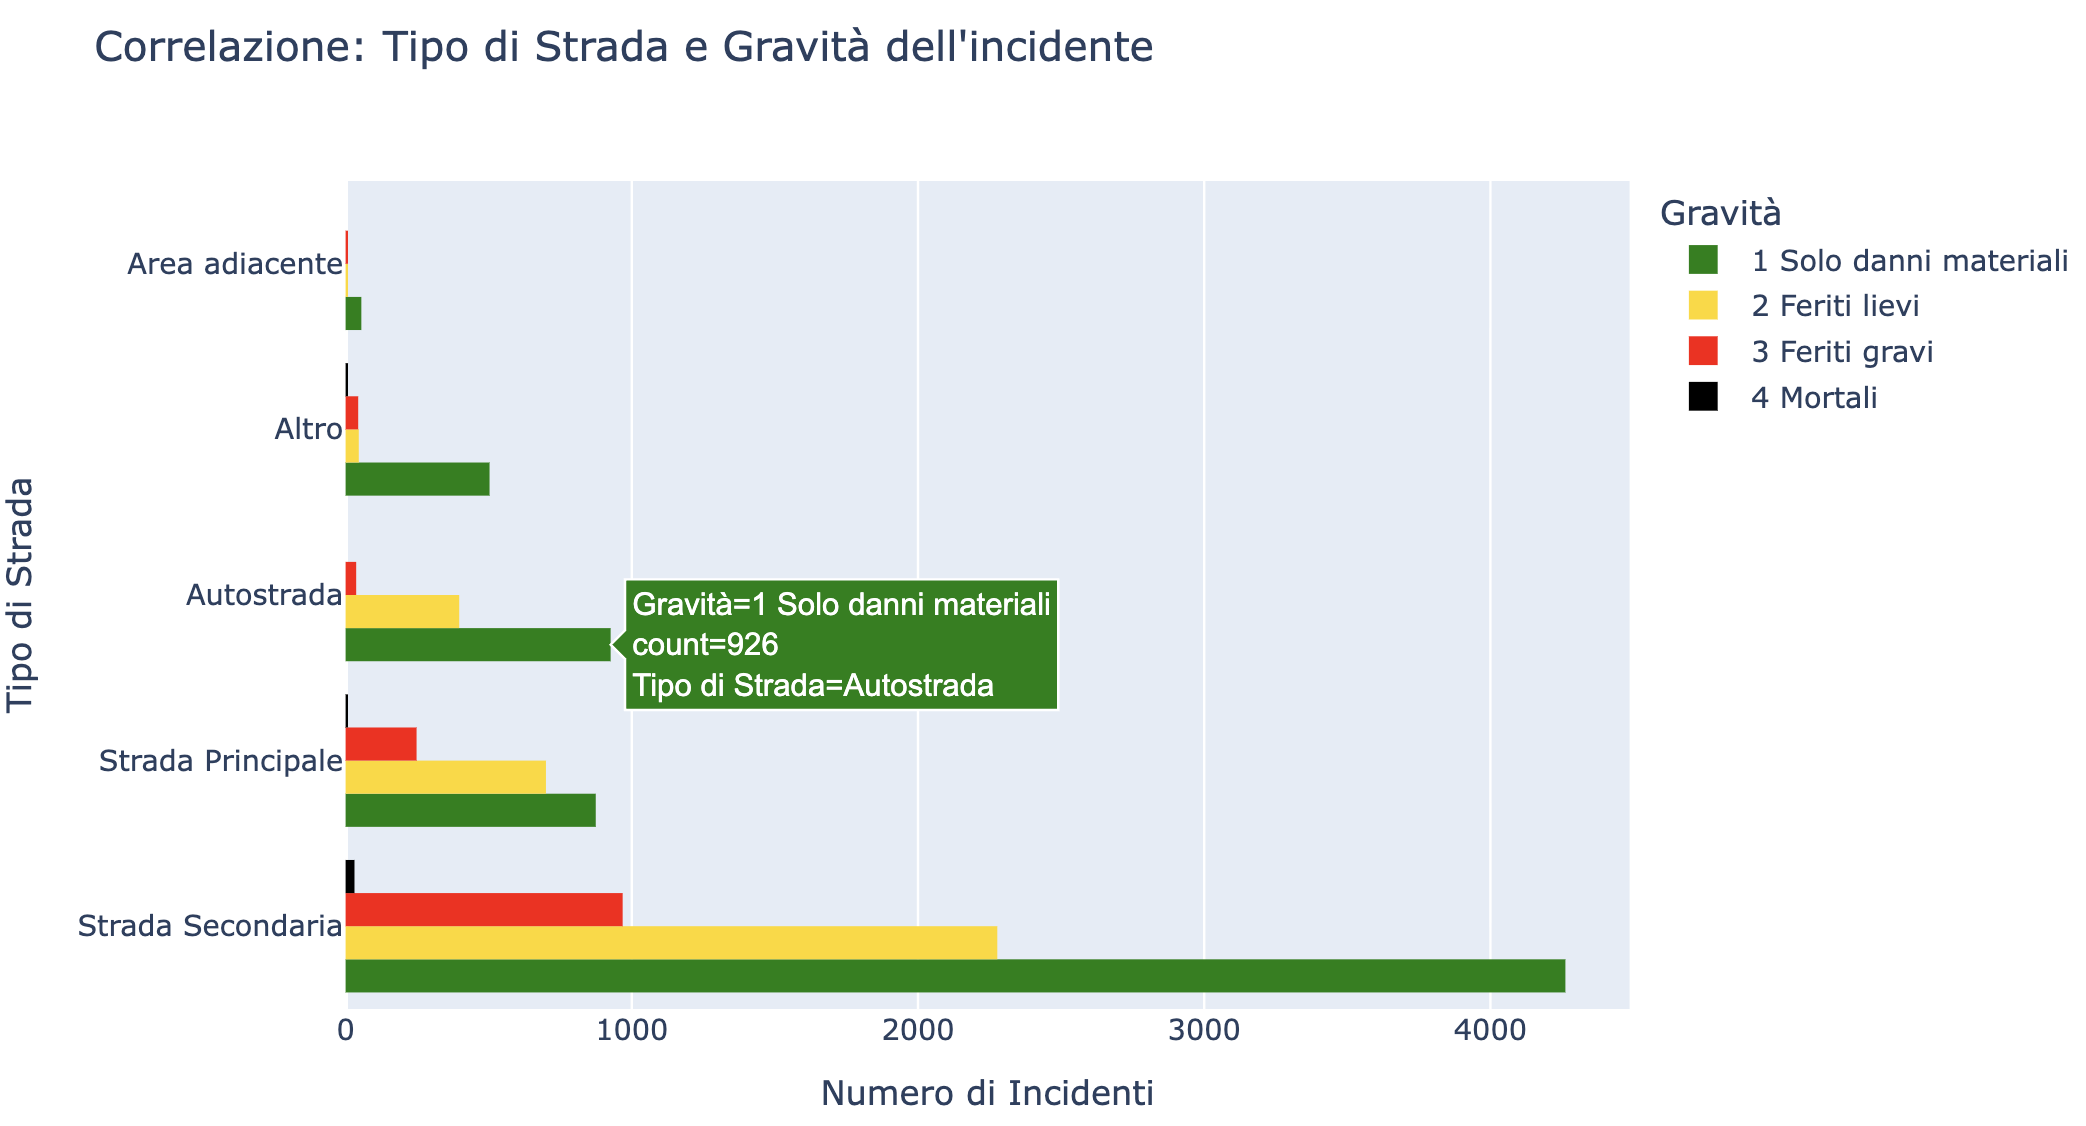 Correlazione: Tipo di Strada e Gravità dell'incidente
Gravità
1 Solo danni materiali
2 Feriti lievi
3 Feriti gravi
4 Mortali
Tipo di Strada
Area adiacente
Altro
Autostrada
Strada Principale
Strada Secondaria
Gravità=1 Solo danni materiali
count=926
Tipo di Strada=Autostrada
0 1000 2000 3000 4000
Numero di Incidenti